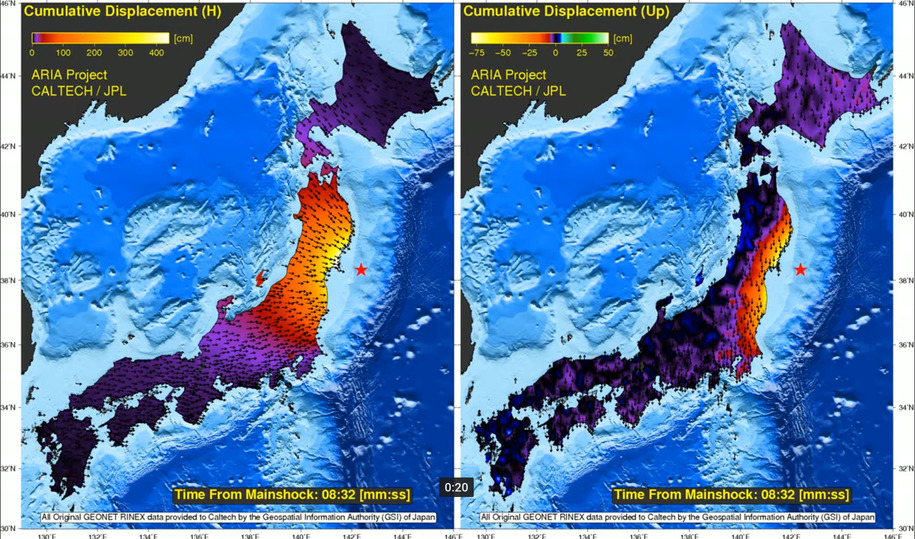 Cumulative Displacement (H)
[cm]
0 100 200 300 400
ARIA Project
CALTECH / JPL
Time From Mainshock: 08:32 [mm:ss]
All Original GEONET RINEX data provided to Caltech by the Geospatial Information Authority (GSI) of Japan
46˚N
44˚N
42˚N
40˚N
38˚N
36˚N
34˚N
32˚N
30˚N
130˚E 132˚E 134˚E 136˚E 138˚E 140˚E 142˚E 144˚E 146˚E
0:20
Cumulative Displacement (Up)
[cm]
−75 −50 −25 0 25 50
ARIA Project
CALTECH / JPL
Time From Mainshock: 08:32 [mm:ss]
All Original GEONET RINEX data provided to Caltech by the Geospatial Information Authority (GSI) of Japan
46˚N
44˚N
42˚N
40˚N
38˚N
36˚N
34˚N
32˚N
30˚N
130˚E 132˚E 134˚E 136˚E 138˚E 140˚E 142˚E 144˚E 146˚E